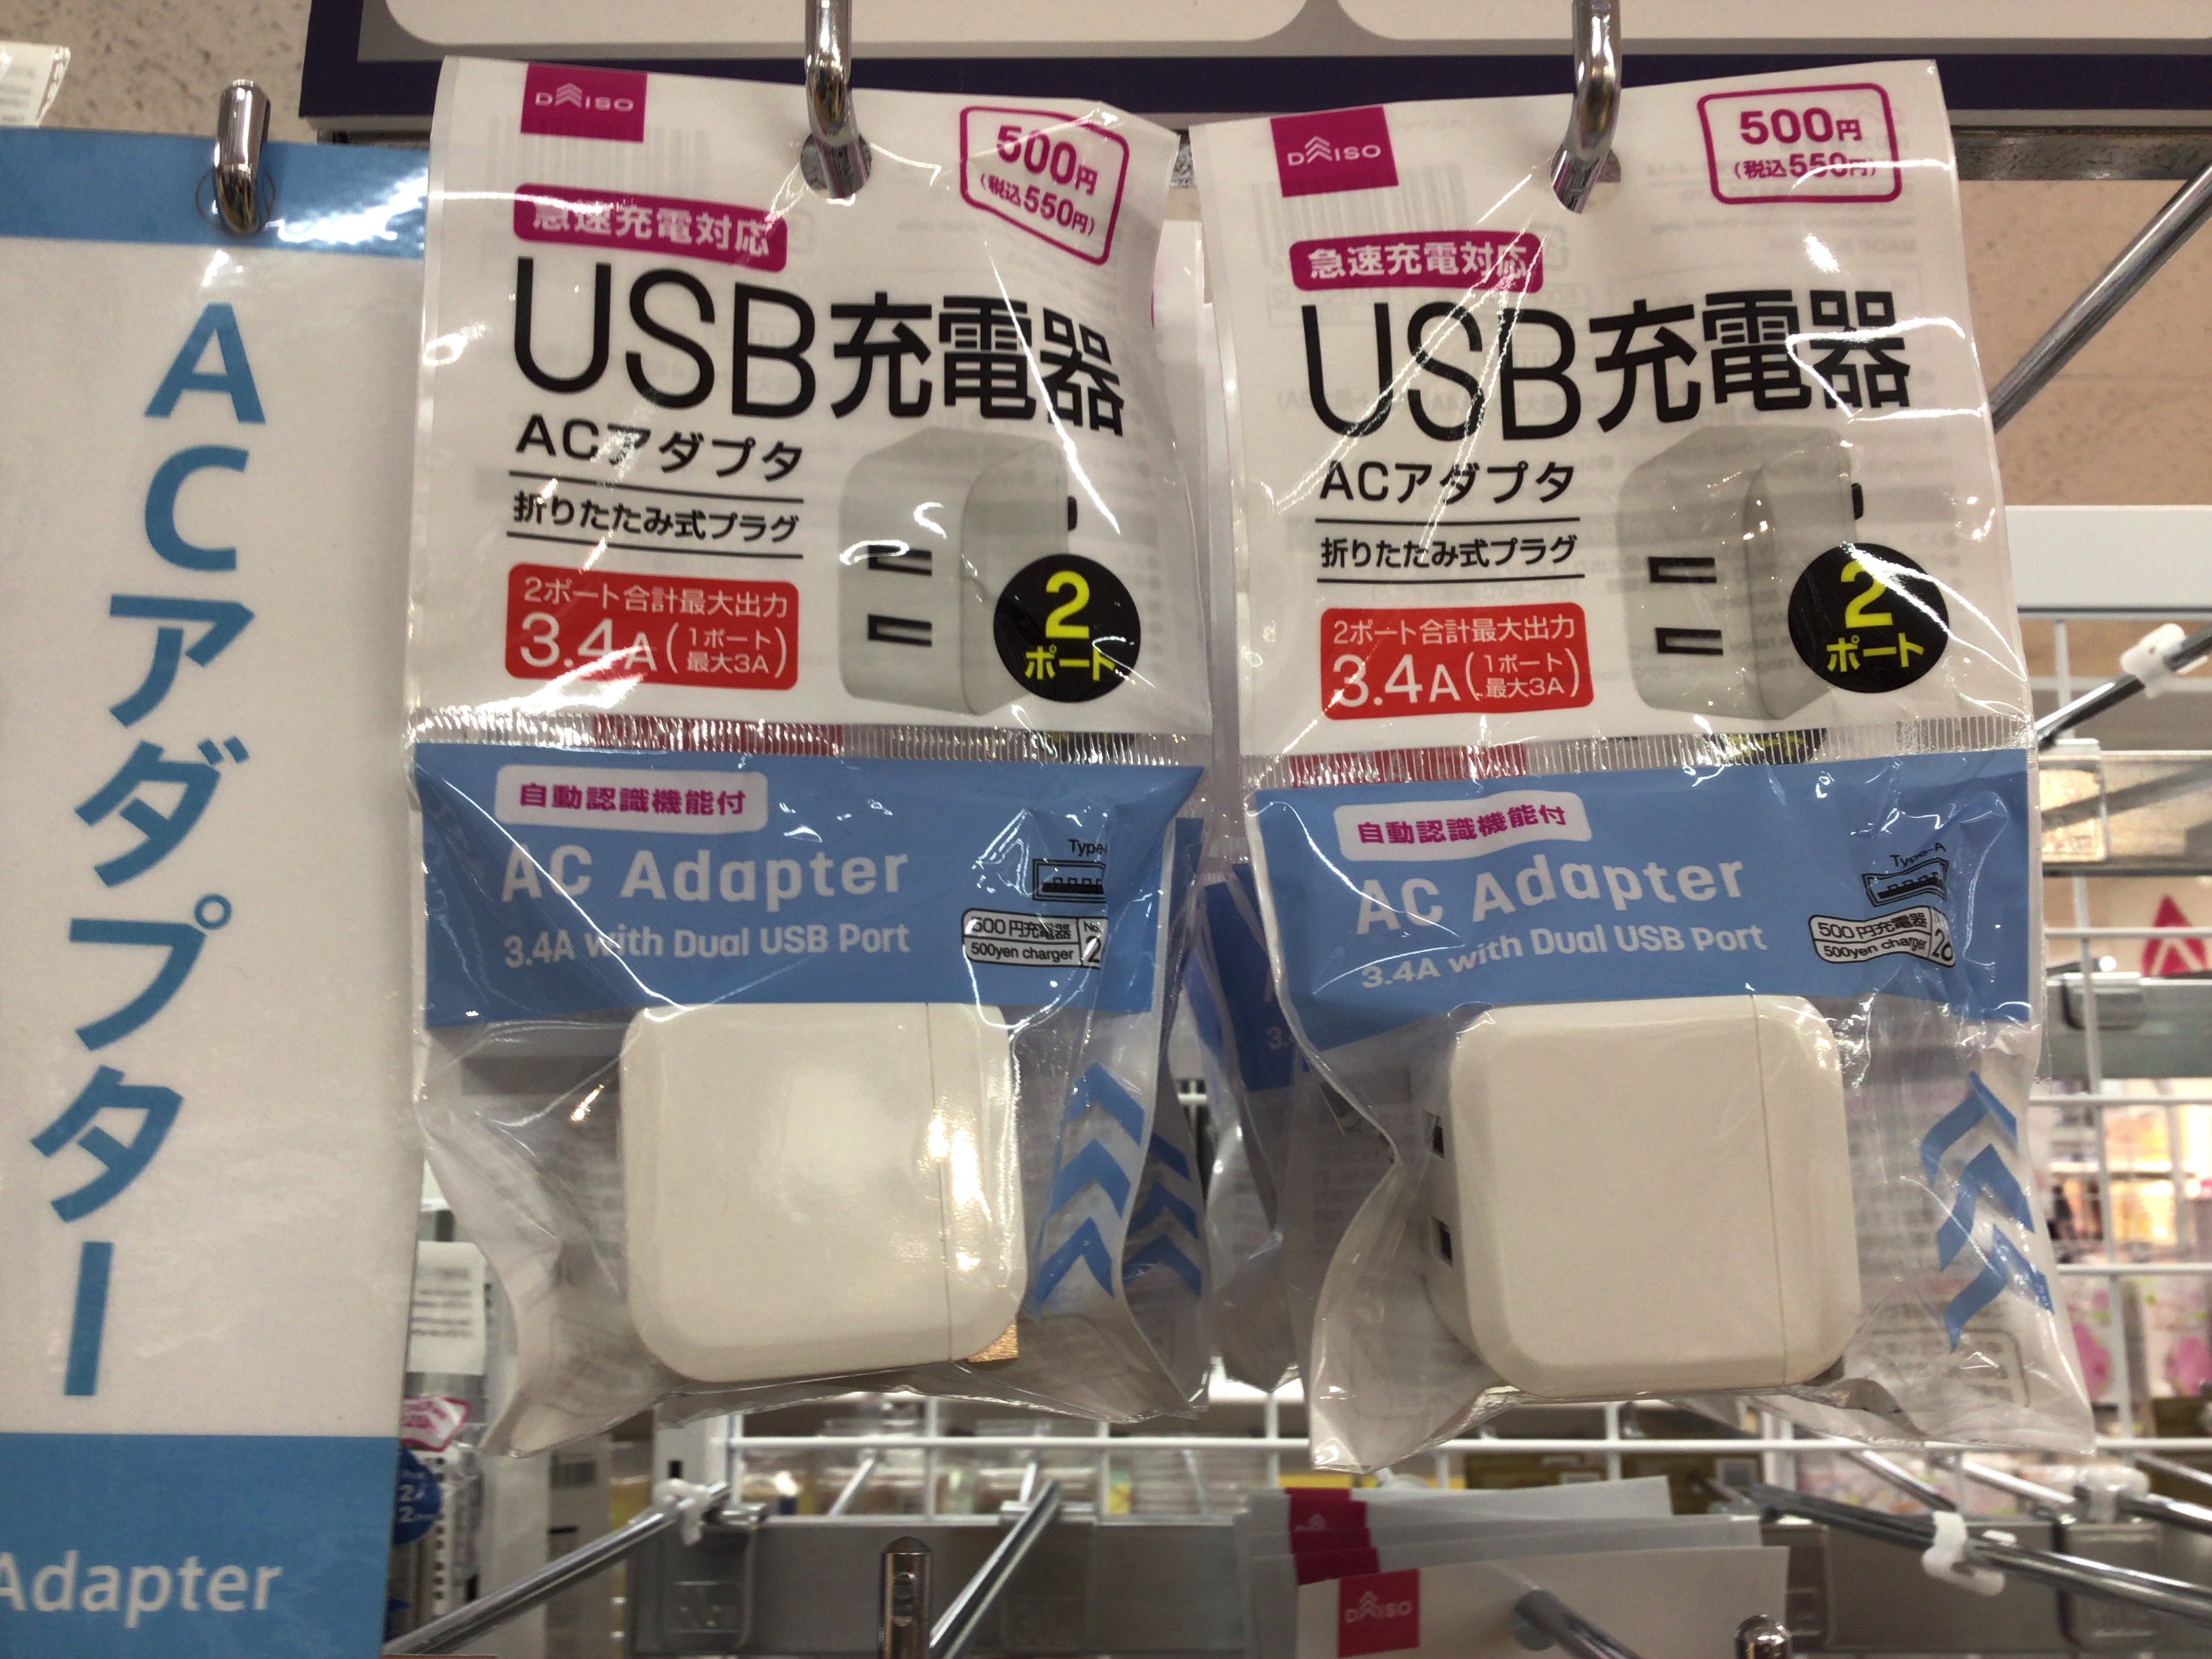 ACアダプター
Adapter
DAISO
500円
(税込550円)
急速充電対応
USB充電器
ACアダプタ
折りたたみ式プラグ
2ポート合計最大出力
3.4A(1ポート最大3A)
2
ポート
自動認識機能付
AC Adapter
3.4A with Dual USB Port
Type-
500円充電器
500yen charger
No.
2
DAISO
500円
(税込550円)
急速充電対応
USB充電器
ACアダプタ
折りたたみ式プラグ
2ポート合計最大出力
3.4A(1ポート最大3A)
2
ポート
自動認識機能付
AC Adapter
3.4A with Dual USB Port
Type-A
500円充電器
500yen charger
26
DAISO